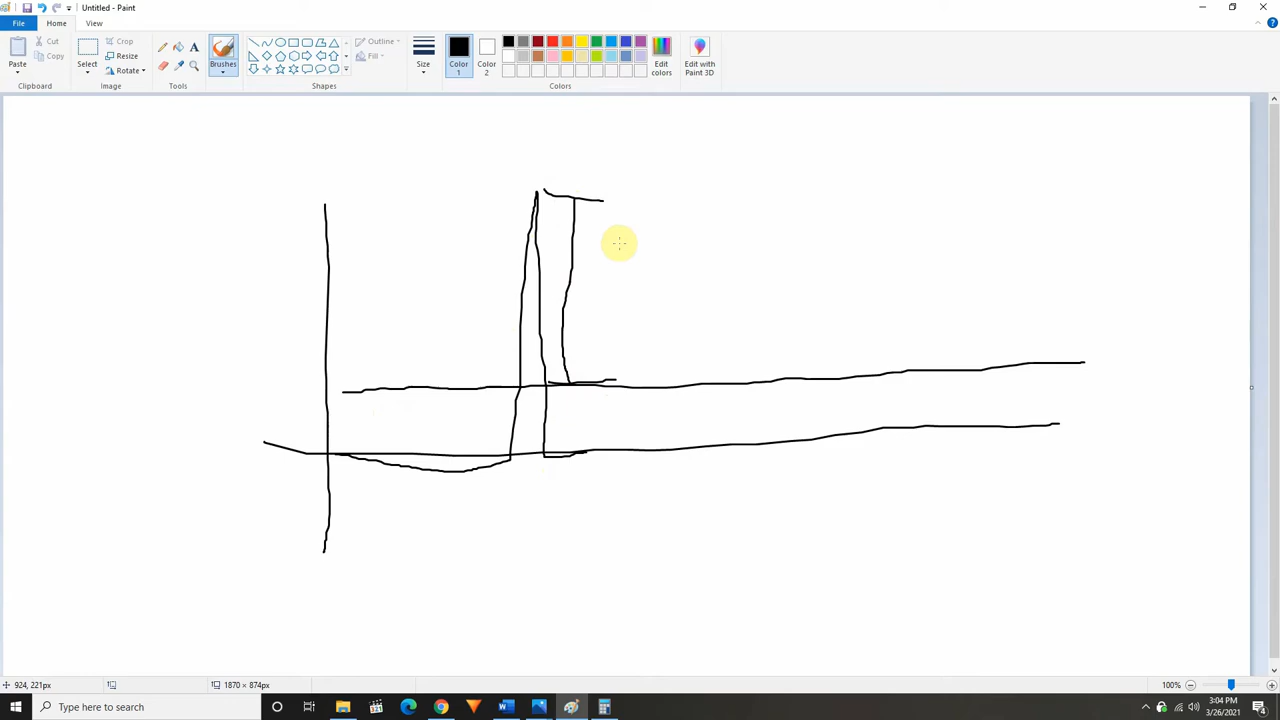 Untitled - Paint
File
Home
View
Paste
Cut
Copy
Clipboard
Select
Crop
Resize
Rotate
Image
A
Tools
Brushes
Shapes
Outline
Fill
Size
Color 1
Color 2
Colors
Edit colors
Edit with Paint 3D
924, 221px
1870 × 874px
100%
Type here to search
3:04 PM
3/26/2021